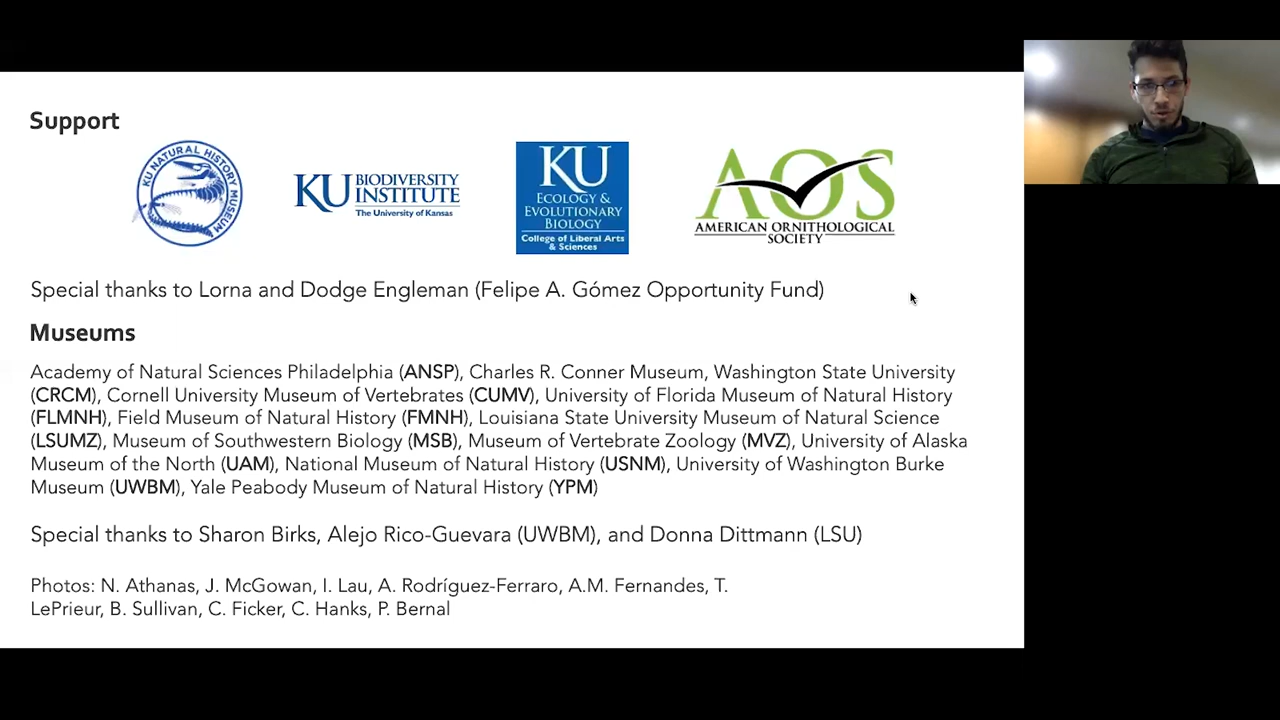 Support
KU NATURAL HISTORY MUSEUM
KU BIODIVERSITY INSTITUTE
The University of Kansas
KU
ECOLOGY &
EVOLUTIONARY
BIOLOGY
College of Liberal Arts
& Sciences
AOS
AMERICAN ORNITHOLOGICAL
SOCIETY
Special thanks to Lorna and Dodge Engleman (Felipe A. Gómez Opportunity Fund)
Museums
Academy of Natural Sciences Philadelphia (ANSP), Charles R. Conner Museum, Washington State University
(CRCM), Cornell University Museum of Vertebrates (CUMV), University of Florida Museum of Natural History
(FLMNH), Field Museum of Natural History (FMNH), Louisiana State University Museum of Natural Science
(LSUMZ), Museum of Southwestern Biology (MSB), Museum of Vertebrate Zoology (MVZ), University of Alaska
Museum of the North (UAM), National Museum of Natural History (USNM), University of Washington Burke
Museum (UWBM), Yale Peabody Museum of Natural History (YPM)
Special thanks to Sharon Birks, Alejo Rico-Guevara (UWBM), and Donna Dittmann (LSU)
Photos: N. Athanas, J. McGowan, I. Lau, A. Rodríguez-Ferraro, A.M. Fernandes, T.
LePrieur, B. Sullivan, C. Ficker, C. Hanks, P. Bernal